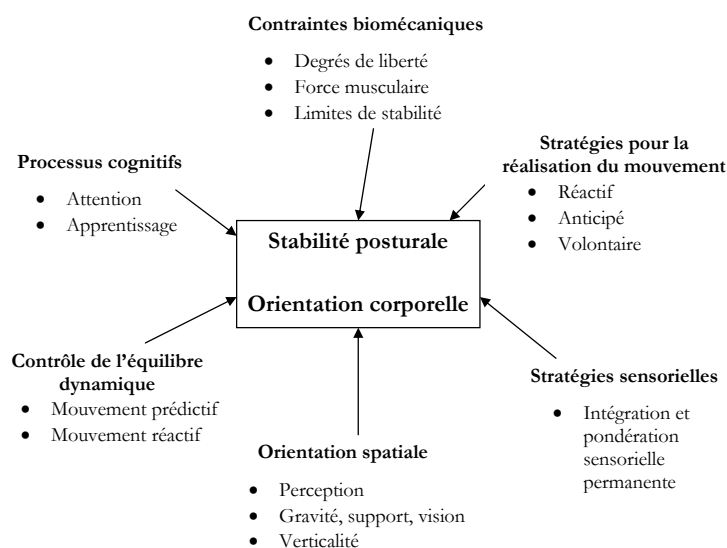 Contraintes biomécaniques
• Degrés de liberté
• Force musculaire
• Limites de stabilité
Stratégies pour la
réalisation du mouvement
• Réactif
• Anticipé
• Volontaire
Processus cognitifs
• Attention
• Apprentissage
Stabilité posturale
Orientation corporelle
Contrôle de l'équilibre
dynamique
• Mouvement prédictif
• Mouvement réactif
Stratégies sensorielles
• Intégration et
pondération
sensorielle
permanente
Orientation spatiale
• Perception
• Gravité, support, vision
• Verticalité